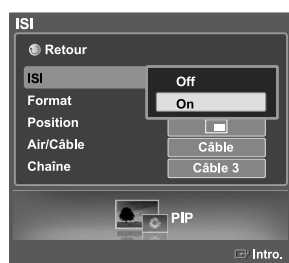 ISI
Retour
ISI
Off
On
Format
Position
Air/Câble Câble
Chaîne Câble 3
PIP
Intro.